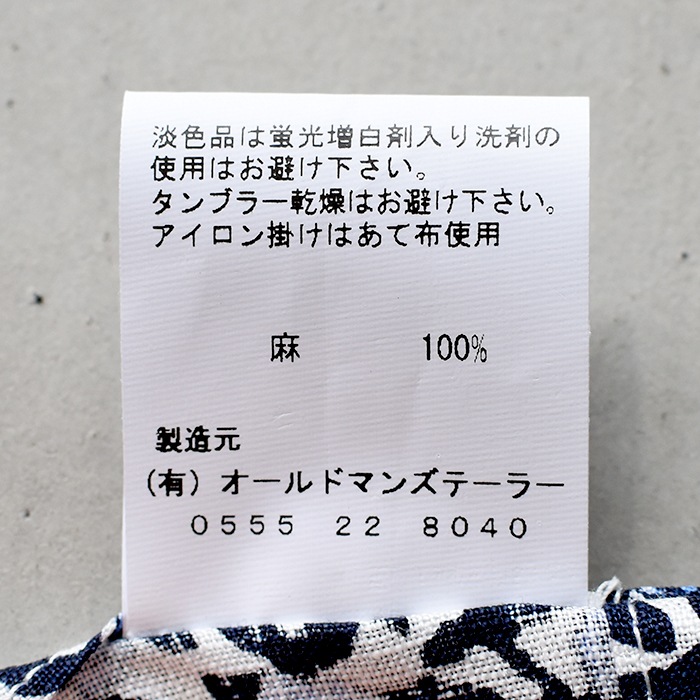 淡色品は蛍光増白剤入り洗剤の
使用はお避け下さい。
タンブラー乾燥はお避け下さい。
アイロン掛けはあて布使用
麻 100%
製造元
(有) オールドマンズテーラー
0555 22 8040